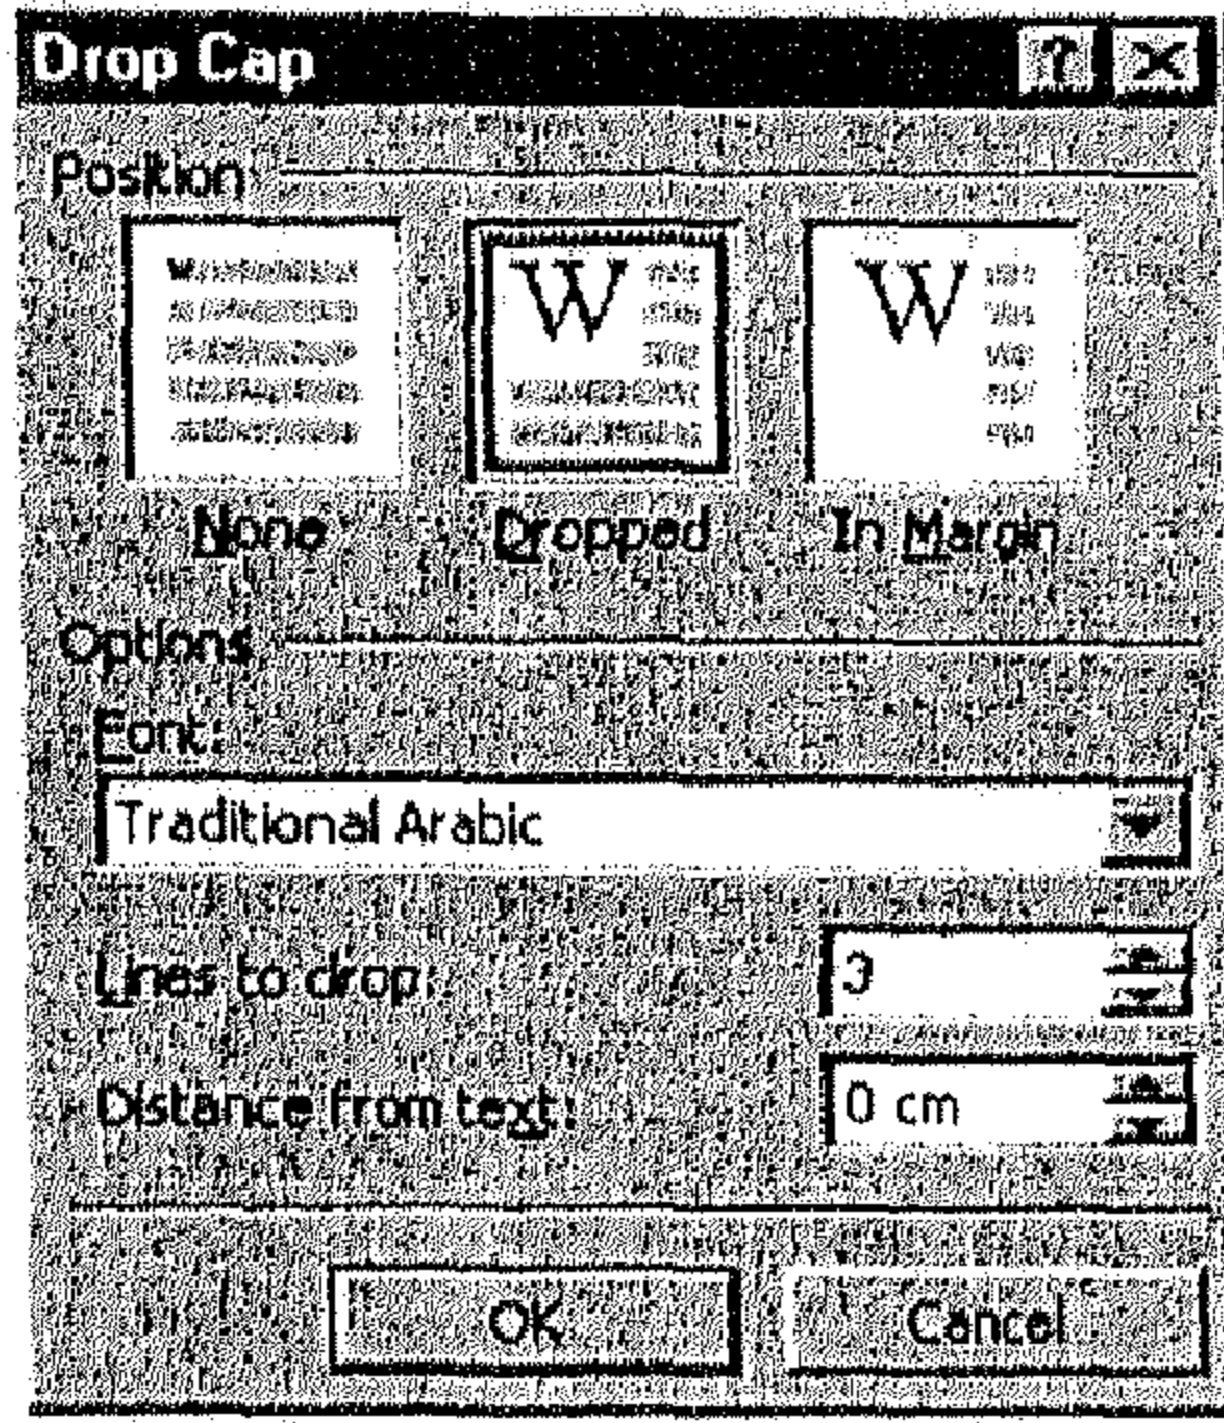 Drop Cap ? X
Position
W W W
None Dropped In Margin
Options
Font:
Traditional Arabic
Lines to drop: 3
Distance from text: 0 cm
OK Cancel